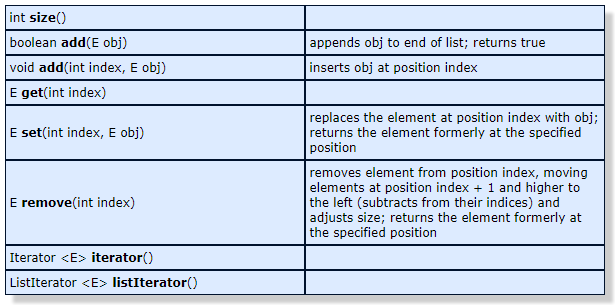 int size()
boolean add(E obj) appends obj to end of list; returns true
void add(int index, E obj) inserts obj at position index
E get(int index)
E set(int index, E obj) replaces the element at position index with obj;
returns the element formerly at the specified
position
E remove(int index) removes element from position index, moving
elements at position index + 1 and higher to
the left (subtracts from their indices) and
adjusts size; returns the element formerly at
the specified position
Iterator <E> iterator()
ListIterator <E> listIterator()